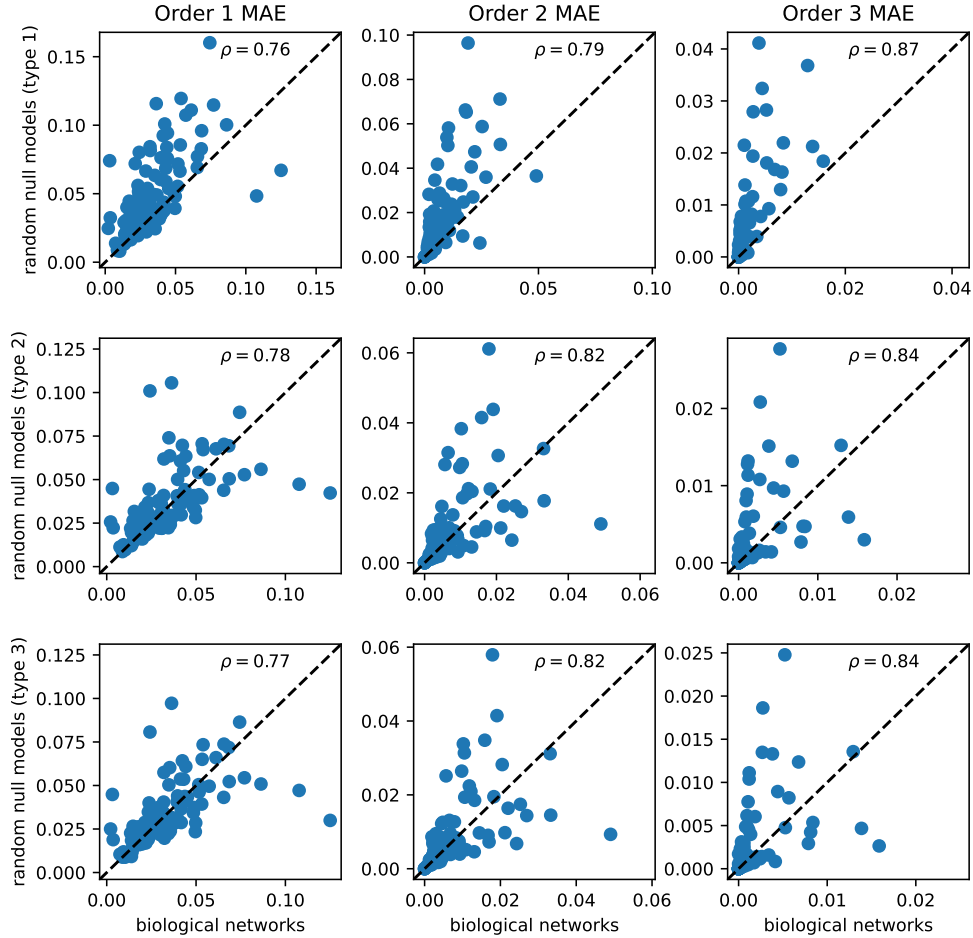 Order 1 MAE
Order 2 MAE
Order 3 MAE
random null models (type 1)
0.15
0.10
0.05
0.00
ρ = 0.76
0.00 0.05 0.10 0.15
0.10
0.08
0.06
0.04
0.02
0.00
ρ = 0.79
0.00 0.05 0.10
0.04
0.03
0.02
0.01
0.00
ρ = 0.87
0.00 0.02 0.04
random null models (type 2)
0.125
0.100
0.075
0.050
0.025
0.000
ρ = 0.78
0.00 0.05 0.10
0.06
0.04
0.02
0.00
ρ = 0.82
0.00 0.02 0.04 0.06
0.02
0.01
0.00
ρ = 0.84
0.00 0.01 0.02
random null models (type 3)
0.125
0.100
0.075
0.050
0.025
0.000
ρ = 0.77
0.00 0.05 0.10
biological networks
0.06
0.04
0.02
0.00
ρ = 0.82
0.00 0.02 0.04 0.06
biological networks
0.025
0.020
0.015
0.010
0.005
0.000
ρ = 0.84
0.00 0.01 0.02
biological networks